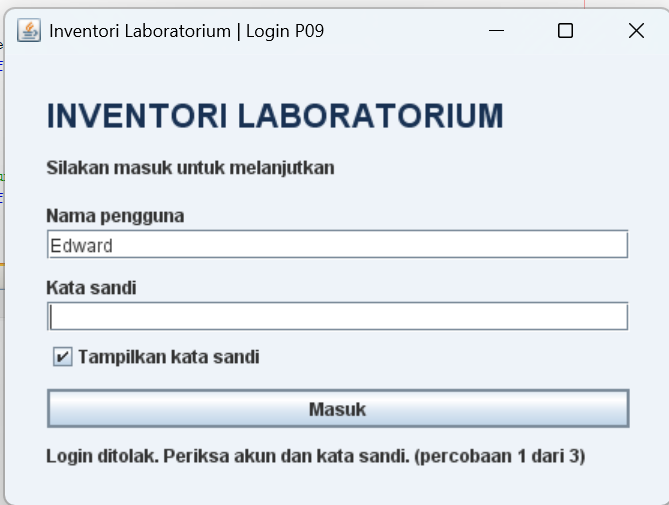 Inventori Laboratorium | Login P09
INVENTORI LABORATORIUM
Silakan masuk untuk melanjutkan
Nama pengguna
Edward
Kata sandi
Tampilkan kata sandi
Masuk
Login ditolak. Periksa akun dan kata sandi. (percobaan 1 dari 3)